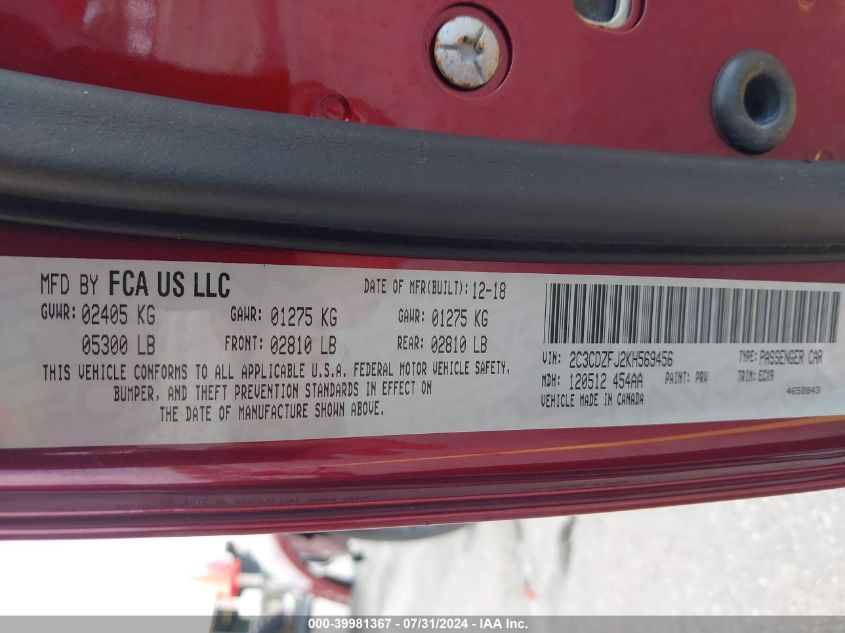 MFD BY FCA US LLC DATE OF MFR(BUILT): 12-18
GVWR: 02405 KG GAWR: 01275 KG GAWR: 01275 KG
05300 LB FRONT: 02810 LB REAR: 02810 LB
THIS VEHICLE CONFORMS TO ALL APPLICABLE U.S.A. FEDERAL MOTOR VEHICLE SAFETY,
BUMPER, AND THEFT PREVENTION STANDARDS IN EFFECT ON
THE DATE OF MANUFACTURE SHOWN ABOVE.
VIN: 2C3CDZFJ2KH569456 TYPE: PASSENGER CAR
MDH: 120512 454AA PAINT: PRV TRIM: ECX9
VEHICLE MADE IN CANADA 4659943
000-39981367 / 07/31/2024 - IAA Inc.